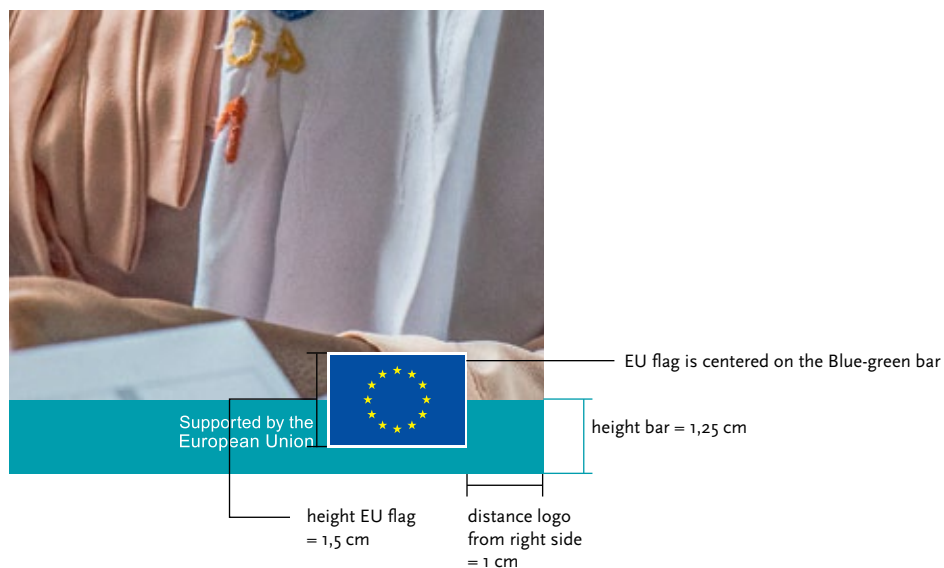 EU flag is centered on the Blue-green bar
Supported by the
European Union
height bar = 1,25 cm
height EU flag
= 1,5 cm
distance logo
from right side
= 1 cm